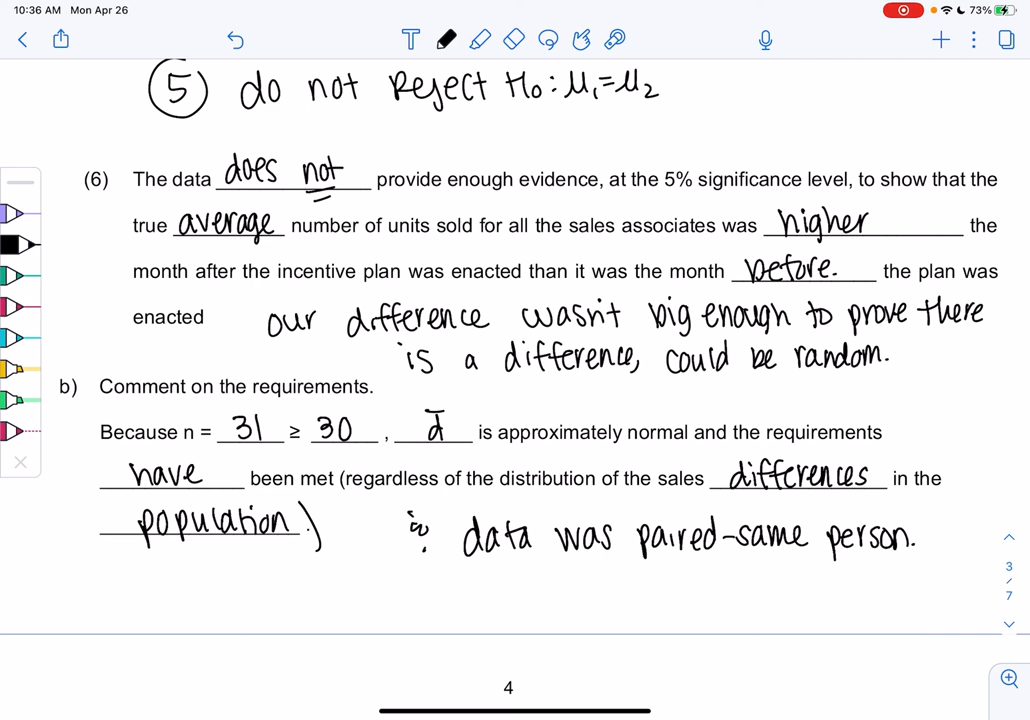 10:36 AM Mon Apr 26
73%
5 do not Reject H₀: μ₁=μ₂
(6) The data does not provide enough evidence, at the 5% significance level, to show that the
true average number of units sold for all the sales associates was higher the
month after the incentive plan was enacted than it was the month before. the plan was
enacted our difference wasn't big enough to prove there
is a difference, could be random.
b) Comment on the requirements.
Because n = 31 ≥ 30, d̄ is approximately normal and the requirements
have been met (regardless of the distribution of the sales differences in the
population)
data was paired-same person.
3
/
7
4